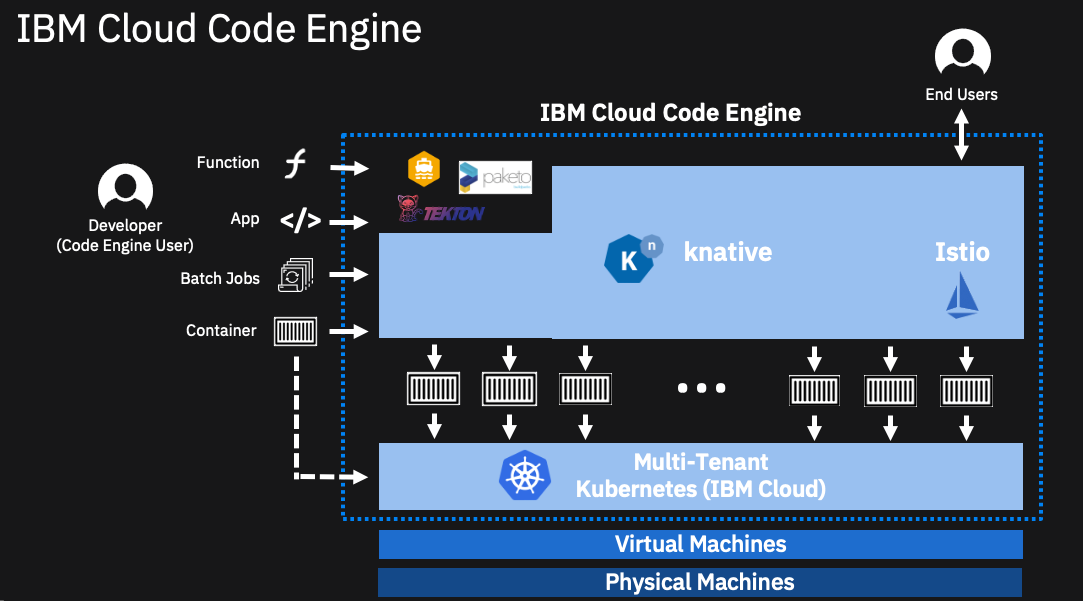 IBM Cloud Code Engine
End Users
IBM Cloud Code Engine
Function
paketo
TEKTON
App
</>
Developer
(Code Engine User)
Batch Jobs
Container
K
n
knative
Istio
Multi-Tenant
Kubernetes (IBM Cloud)
Virtual Machines
Physical Machines